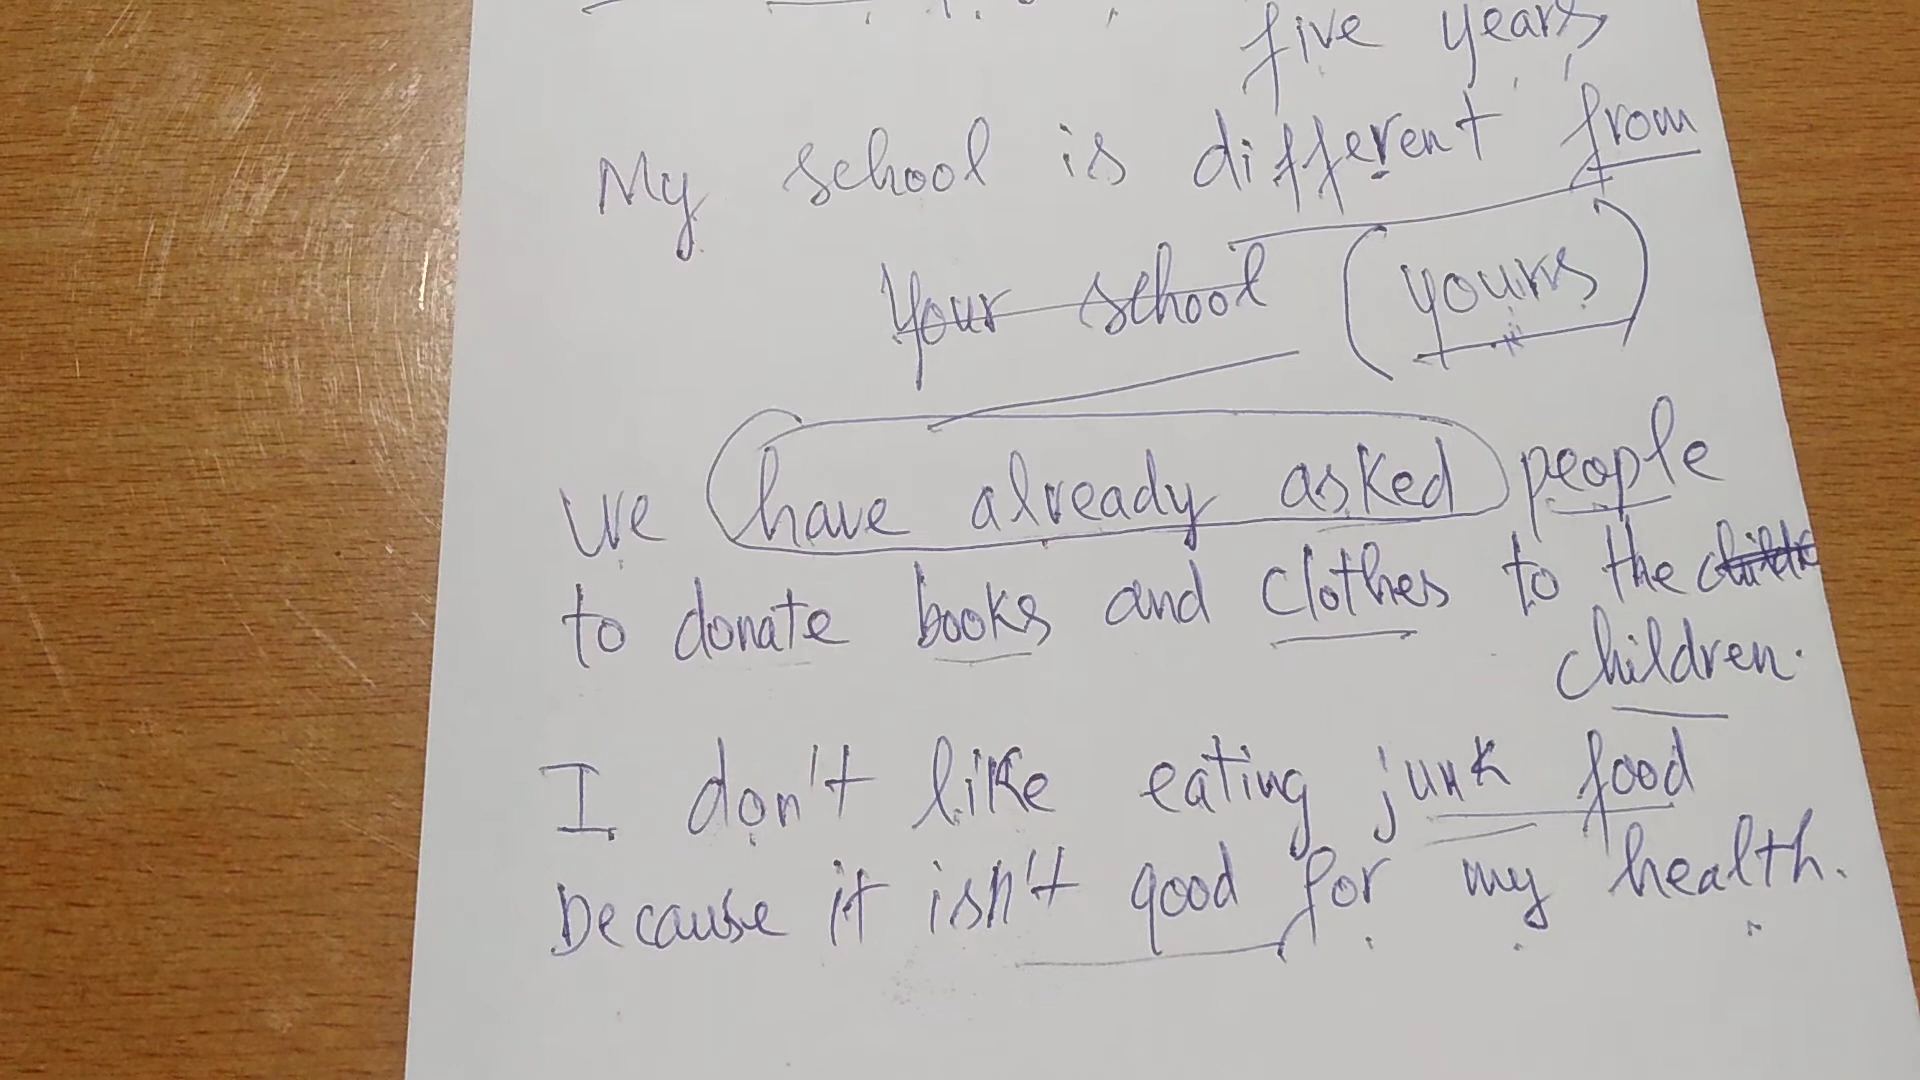 five years
My school is different from
Your school (yours)
We have already asked people
to donate books and clothes to the
children.
I don't like eating junk food
because it isn't good for my health.